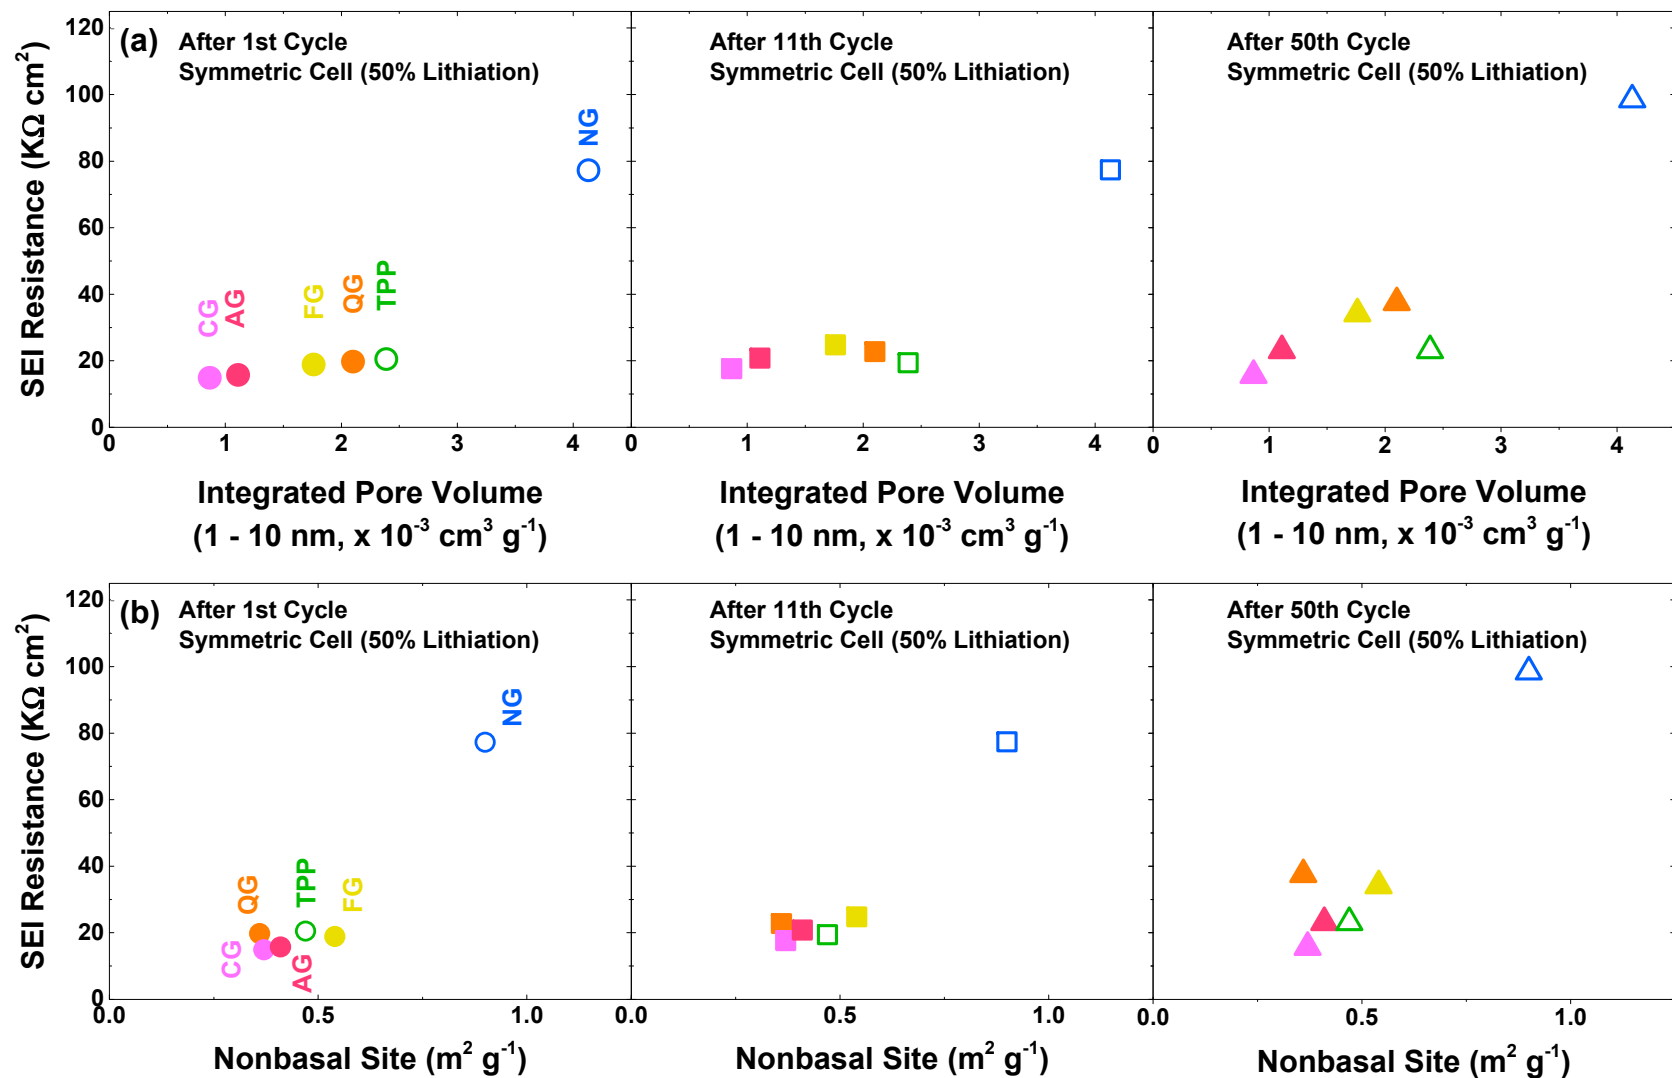 (a)
After 1st Cycle
Symmetric Cell (50% Lithiation)
After 11th Cycle
Symmetric Cell (50% Lithiation)
After 50th Cycle
Symmetric Cell (50% Lithiation)
SEI Resistance (KΩ cm²)
120
100
80
60
40
20
0
CG
AG
FG
QG
TPP
NG
0 1 2 3 4
0 1 2 3 4
0 1 2 3 4
Integrated Pore Volume
(1 - 10 nm, x 10⁻³ cm³ g⁻¹)
Integrated Pore Volume
(1 - 10 nm, x 10⁻³ cm³ g⁻¹)
Integrated Pore Volume
(1 - 10 nm, x 10⁻³ cm³ g⁻¹)
(b)
After 1st Cycle
Symmetric Cell (50% Lithiation)
After 11th Cycle
Symmetric Cell (50% Lithiation)
After 50th Cycle
Symmetric Cell (50% Lithiation)
SEI Resistance (KΩ cm²)
120
100
80
60
40
20
0
CG
QG
AG
TPP
FG
NG
0.0 0.5 1.0
0.0 0.5 1.0
0.0 0.5 1.0
Nonbasal Site (m² g⁻¹)
Nonbasal Site (m² g⁻¹)
Nonbasal Site (m² g⁻¹)